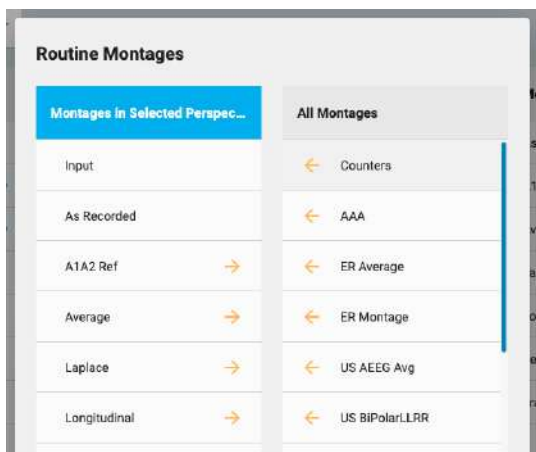 Routine Montages
Montages in Selected Perspec...
All Montages
Input
Counters
As Recorded
AAA
A1A2 Ref
ER Average
Average
ER Montage
Laplace
US AEEG Avg
Longitudinal
US BiPolarLLRR